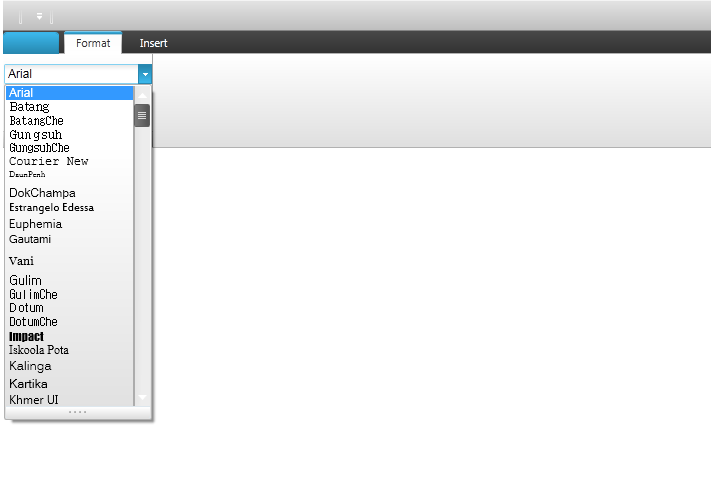 Format
Insert
Arial
Arial
Batang
BatangChe
Gungsuh
GungsuhChe
Courier New
DaunPenh
DokChampa
Estrangelo Edessa
Euphemia
Gautami
Vani
Gulim
GulimChe
Dotum
DotumChe
Impact
Iskoola Pota
Kalinga
Kartika
Khmer UI